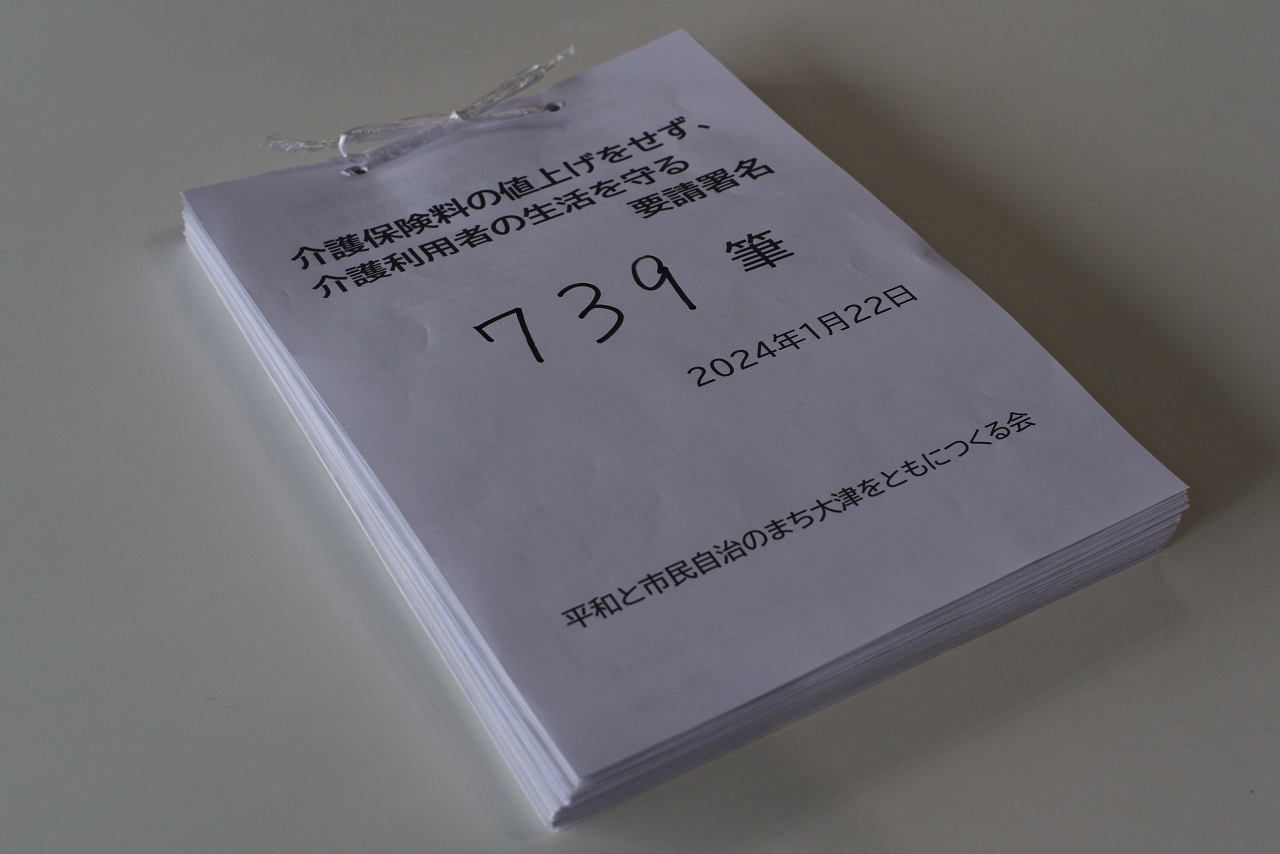 介護保険料の値上げをせず、
介護利用者の生活を守る
要請署名
739 筆
2024年1月22日
平和と市民自治のまち大津をともにつくる会